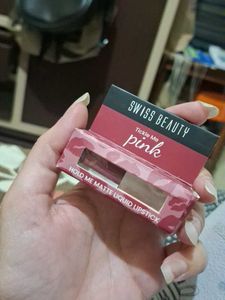 SWISS BEAUTY
Tickle Me
pink
HOLD ME MATTE LIQUID LIPSTICK